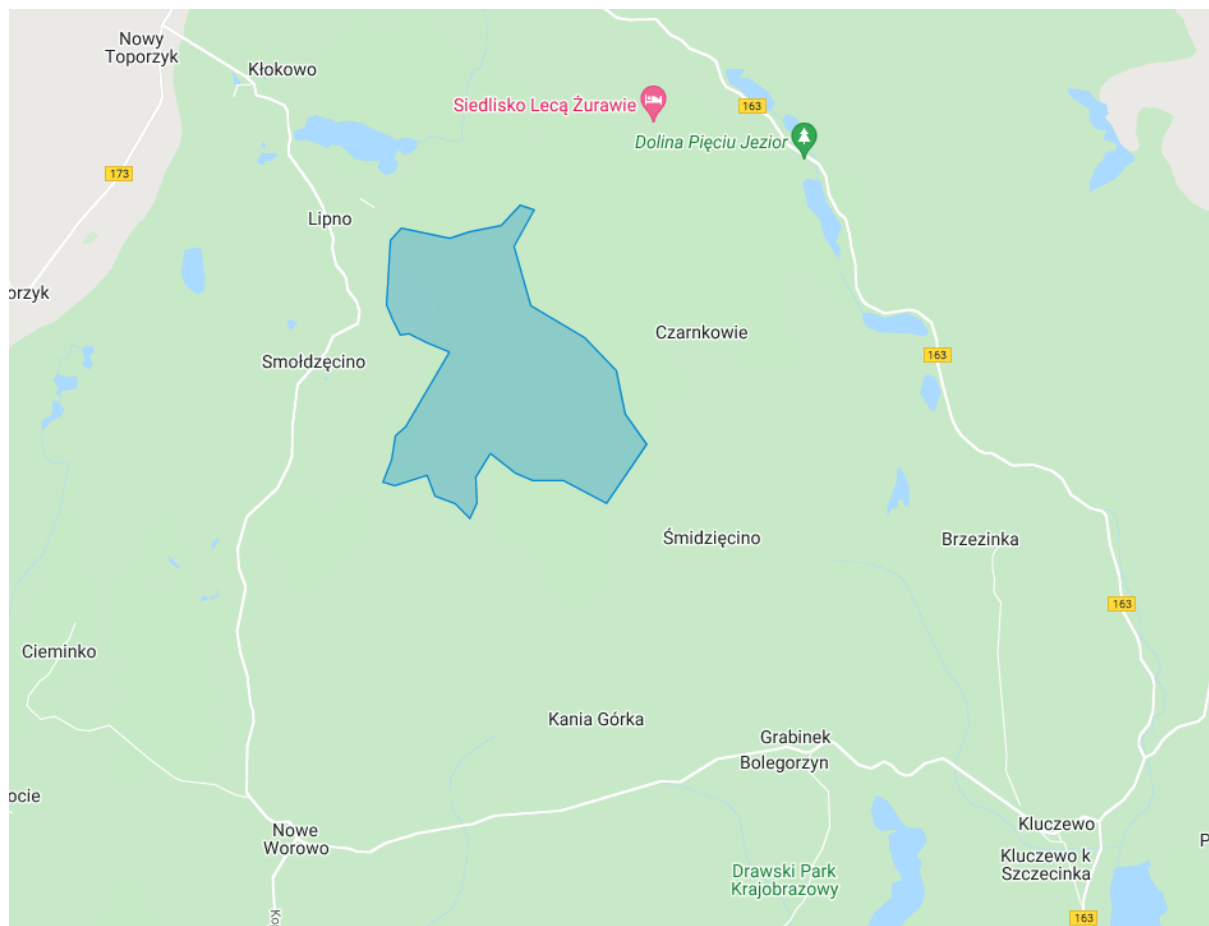 Nowy
Toporzyk
Kłokowo
Siedlisko Lecą Żurawie
163
Dolina Pięciu Jezior
173
Lipno
orzyk
Czarnkowie
Smołdzęcino
163
Śmidzięcino
Brzezinka
163
Cieminko
Kania Górka
Grabinek
Bolegorzyn
ocie
Nowe
Worowo
Kluczewo
P
Kluczewo k
Szczecinka
Drawski Park
Krajobrazowy
Ko
163